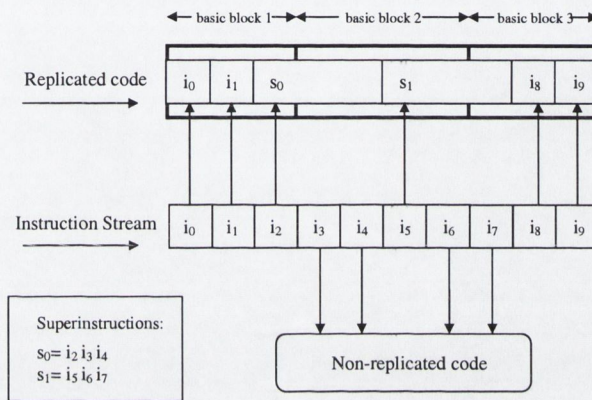 basic block 1 basic block 2 basic block 3
Replicated code
i₀ i₁ s₀ s₁ i₈ i₉
Instruction Stream
i₀ i₁ i₂ i₃ i₄ i₅ i₆ i₇ i₈ i₉
Superinstructions:
s₀= i₂ i₃ i₄
s₁= i₅ i₆ i₇
Non-replicated code